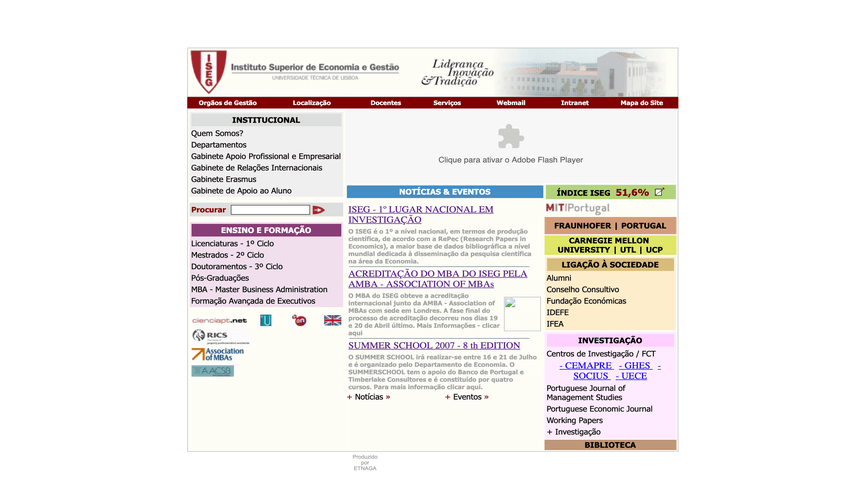 ISEG
Instituto Superior de Economia e Gestão
UNIVERSIDADE TÉCNICA DE LISBOA
Liderança
Inovação
&Tradição
Orgãos de Gestão Localização Docentes Serviços Webmail Intranet Mapa do Site
INSTITUCIONAL
Quem Somos?
Departamentos
Gabinete Apoio Profissional e Empresarial
Gabinete de Relações Internacionais
Gabinete Erasmus
Gabinete de Apoio ao Aluno
Procurar
ENSINO E FORMAÇÃO
Licenciaturas - 1º Ciclo
Mestrados - 2º Ciclo
Doutoramentos - 3º Ciclo
Pós-Graduações
MBA - Master Business Administration
Formação Avançada de Executivos
cienciapt.net
RICS
Association
of MBAs
AACSB
Clique para ativar o Adobe Flash Player
NOTÍCIAS & EVENTOS
ISEG - 1º LUGAR NACIONAL EM
INVESTIGAÇÃO
O ISEG é o 1º a nível nacional, em termos de produção
científica, de acordo com a RePec (Research Papers in
Economics), a maior base de dados bibliográfica a nível
mundial dedicada à disseminação da pesquisa científica
na área da Economia.
ACREDITAÇÃO DO MBA DO ISEG PELA
AMBA - ASSOCIATION OF MBAs
O MBA do ISEG obteve a acreditação
internacional junto da AMBA - Association of
MBAs com sede em Londres. A fase final do
processo de acreditação decorreu nos dias 19
e 20 de Abril último. Mais Informações - clicar
aqui
SUMMER SCHOOL 2007 - 8 th EDITION
O SUMMER SCHOOL irá realizar-se entre 16 e 21 de Julho
e é organizado pelo Departamento de Economia. O
SUMMERSCHOOL tem o apoio do Banco de Portugal e
Timberlake Consultores e é constituído por quatro
cursos. Para mais informação clicar aqui.
+ Notícias » + Eventos »
ÍNDICE ISEG 51,6%
MIT|Portugal
FRAUNHOFER | PORTUGAL
CARNEGIE MELLON
UNIVERSITY | UTL | UCP
LIGAÇÃO À SOCIEDADE
Alumni
Conselho Consultivo
Fundação Económicas
IDEFE
IFEA
INVESTIGAÇÃO
Centros de Investigação / FCT
- CEMAPRE - GHES -
SOCIUS - UECE
Portuguese Journal of
Management Studies
Portuguese Economic Journal
Working Papers
+ Investigação
BIBLIOTECA
Produzido
por
ETNAGA